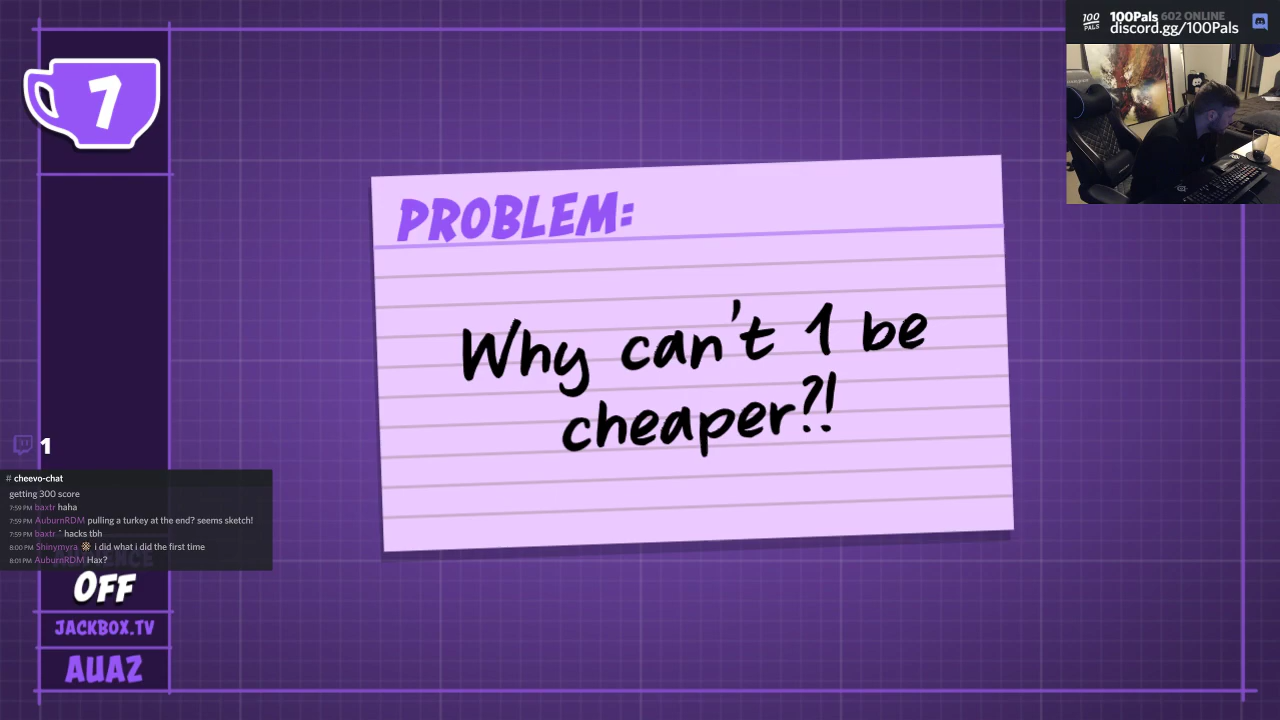 100
PALS
100Pals 602 ONLINE
discord.gg/100Pals
7
PROBLEM:
Why can't 1 be
cheaper?!
1
# cheevo-chat
getting 300 score
7:59 PM baxtr haha
7:59 PM AuburnRDM pulling a turkey at the end? seems sketch!
7:59 PM baxtr ^ hacks tbh
8:00 PM Shinymyra i did what i did the first time
8:01 PM AuburnRDM Hax?
OFF
JACKBOX.TV
AUAZ